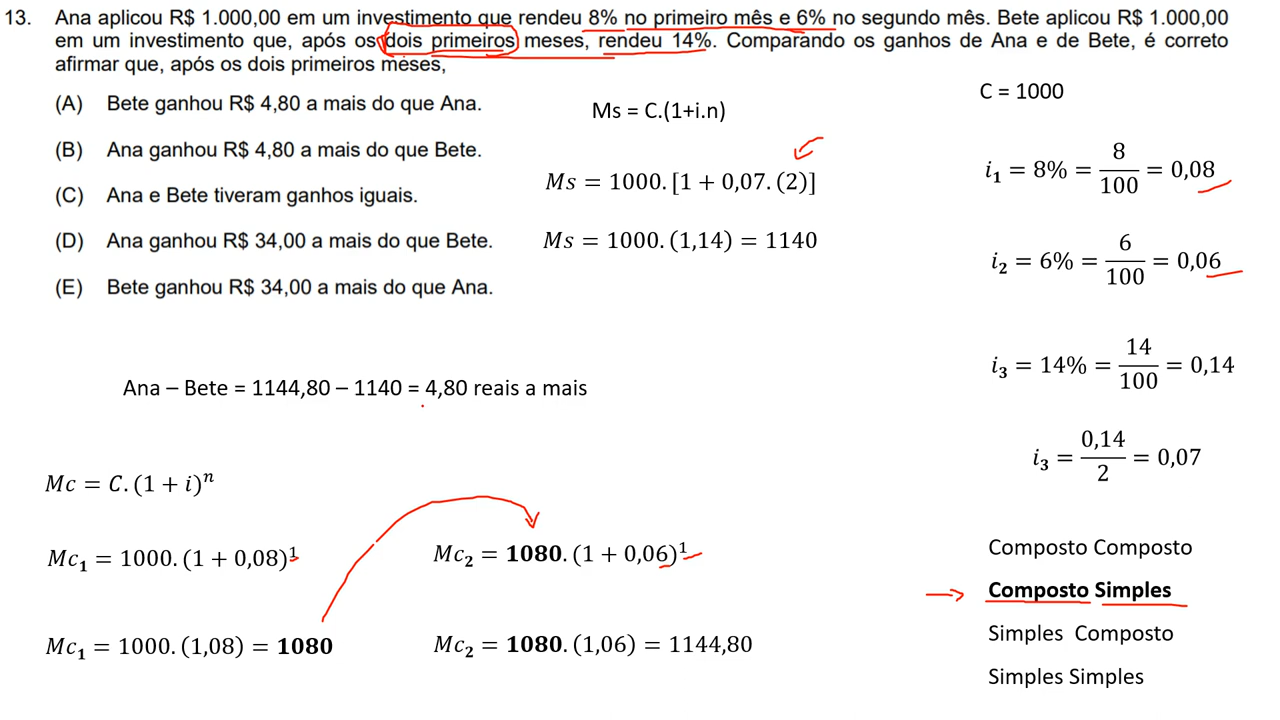 13. Ana aplicou R$ 1.000,00 em um investimento que rendeu 8% no primeiro mês e 6% no segundo mês. Bete aplicou R$ 1.000,00
em um investimento que, após os dois primeiros meses, rendeu 14%. Comparando os ganhos de Ana e de Bete, é correto
afirmar que, após os dois primeiros meses,
(A) Bete ganhou R$ 4,80 a mais do que Ana.
(B) Ana ganhou R$ 4,80 a mais do que Bete.
(C) Ana e Bete tiveram ganhos iguais.
(D) Ana ganhou R$ 34,00 a mais do que Bete.
(E) Bete ganhou R$ 34,00 a mais do que Ana.
Ms = C.(1+i.n)
Ms = 1000. [1 + 0,07. (2)]
Ms = 1000. (1,14) = 1140
C = 1000
i₁ = 8% = 8/100 = 0,08
i₂ = 6% = 6/100 = 0,06
i₃ = 14% = 14/100 = 0,14
i₃ = 0,14/2 = 0,07
Ana – Bete = 1144,80 – 1140 = 4,80 reais a mais
Mc = C. (1 + i)ⁿ
Mc₁ = 1000. (1 + 0,08)¹
Mc₁ = 1000. (1,08) = 1080
Mc₂ = 1080. (1 + 0,06)¹
Mc₂ = 1080. (1,06) = 1144,80
Composto Composto
Composto Simples
Simples Composto
Simples Simples